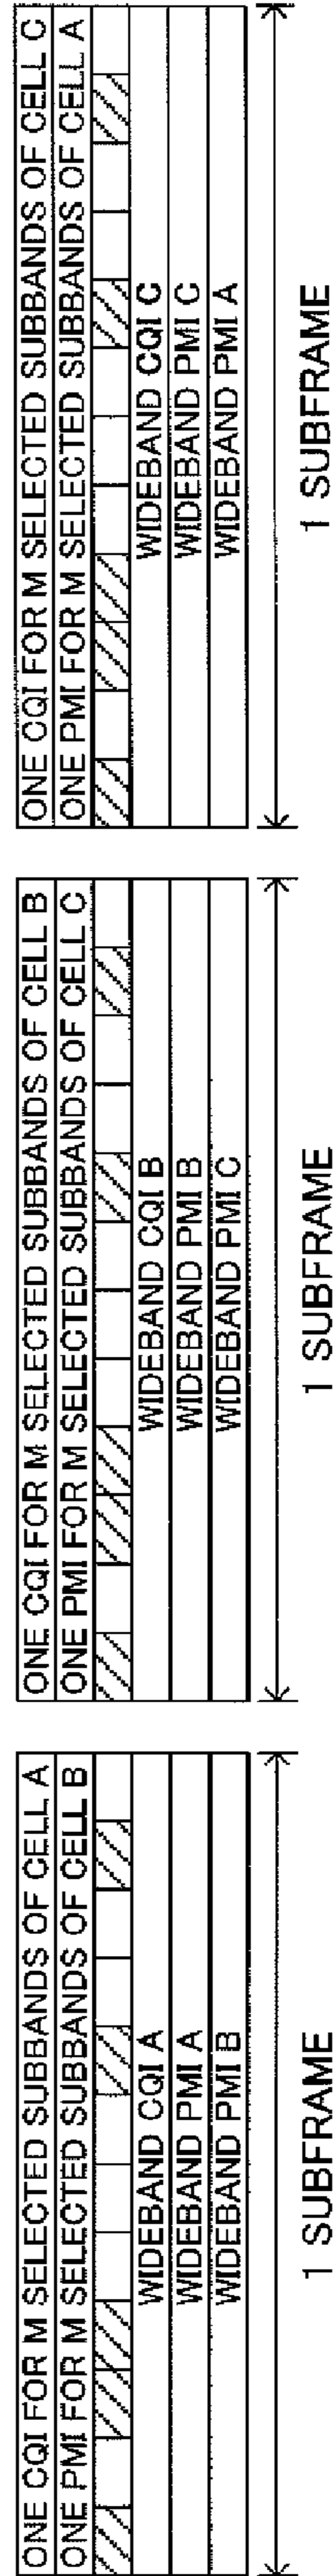 ONE CQI FOR M SELECTED SUBBANDS OF CELL A
ONE PMI FOR M SELECTED SUBBANDS OF CELL B
WIDEBAND CQI A
WIDEBAND PMI A
WIDEBAND PMI B
1 SUBFRAME
ONE CQI FOR M SELECTED SUBBANDS OF CELL B
ONE PMI FOR M SELECTED SUBBANDS OF CELL C
WIDEBAND CQI B
WIDEBAND PMI B
WIDEBAND PMI C
1 SUBFRAME
ONE CQI FOR M SELECTED SUBBANDS OF CELL C
ONE PMI FOR M SELECTED SUBBANDS OF CELL A
WIDEBAND CQI C
WIDEBAND PMI C
WIDEBAND PMI A
1 SUBFRAME